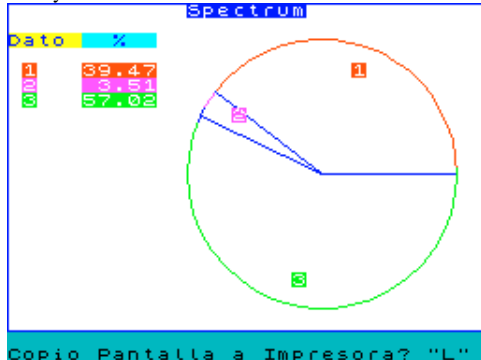 Spectrum
Dato %
1 39.47
2 3.51
3 57.02
1
2
3
Copio Pantalla a Impresora? "L"